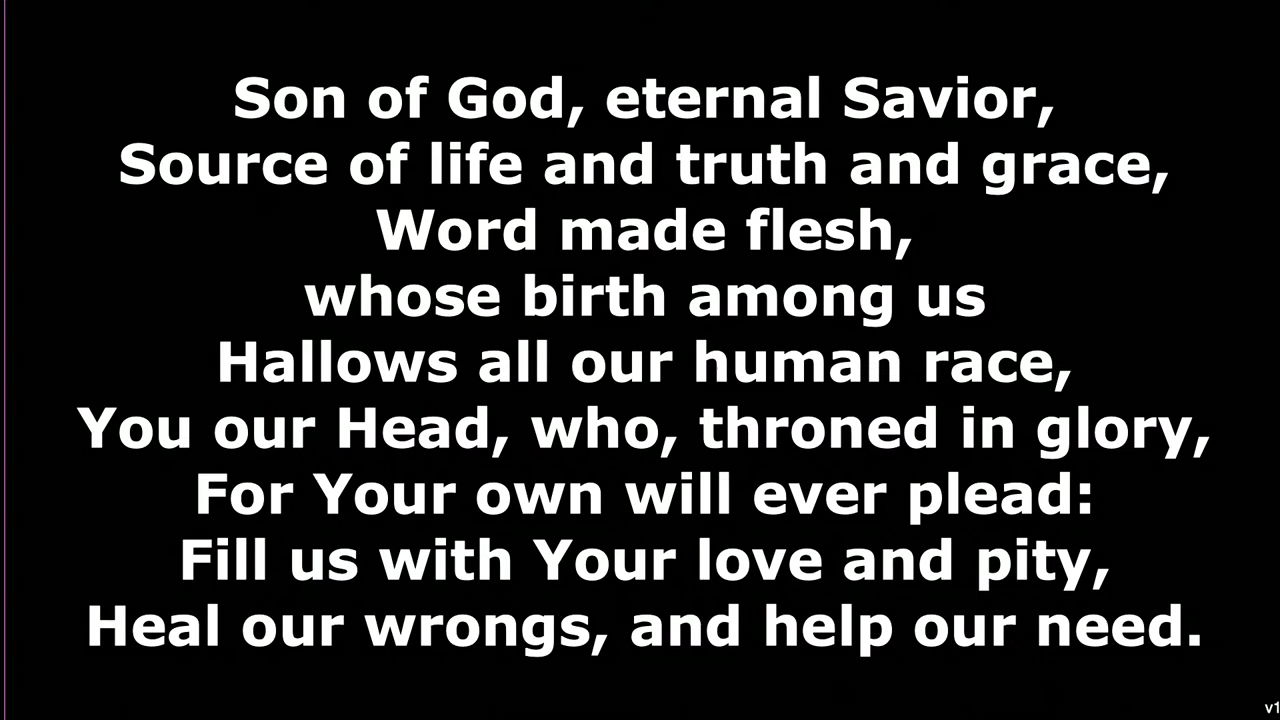 Son of God, eternal Savior,
Source of life and truth and grace,
Word made flesh,
whose birth among us
Hallows all our human race,
You our Head, who, throned in glory,
For Your own will ever plead:
Fill us with Your love and pity,
Heal our wrongs, and help our need.
v1